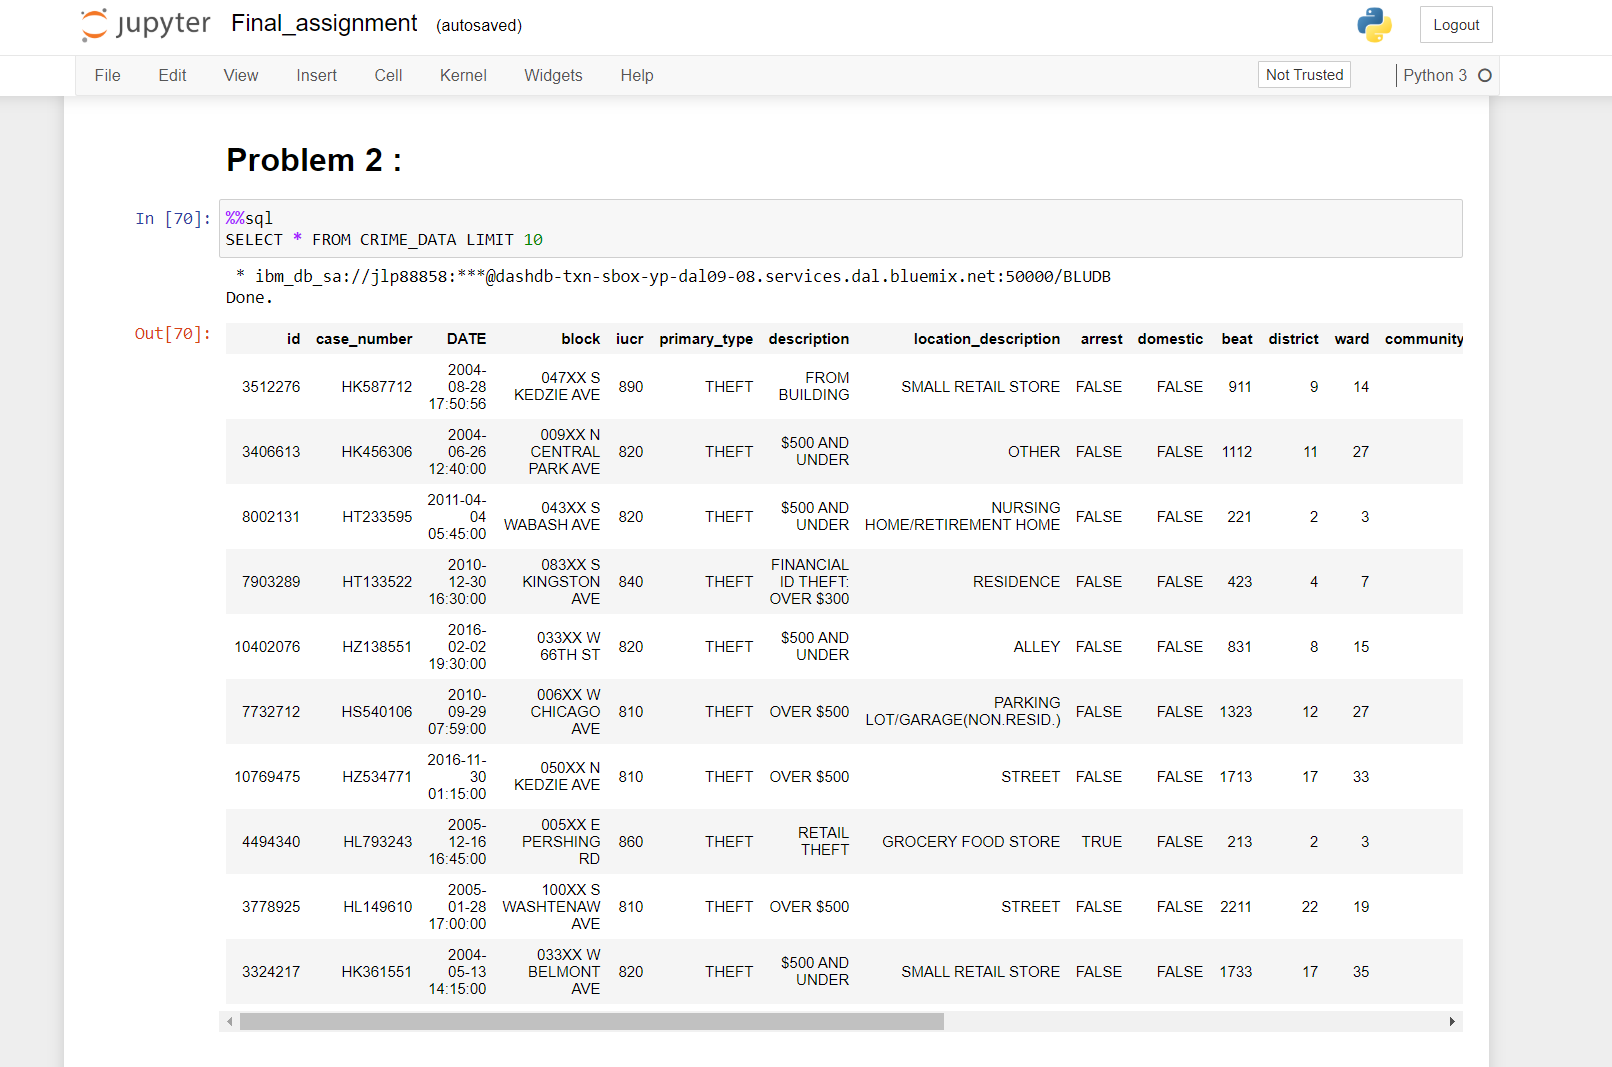 jupyter Final_assignment (autosaved) Logout
File Edit View Insert Cell Kernel Widgets Help Not Trusted Python 3
Problem 2 :
In [70]: %%sql
SELECT * FROM CRIME_DATA LIMIT 10
* ibm_db_sa://jlp88858:***@dashdb-txn-sbox-yp-dal09-08.services.dal.bluemix.net:50000/BLUDB
Done.
Out[70]:
id case_number DATE block iucr primary_type description location_description arrest domestic beat district ward community
3512276 HK587712 2004-08-28 17:50:56 047XX S KEDZIE AVE 890 THEFT FROM BUILDING SMALL RETAIL STORE FALSE FALSE 911 9 14
3406613 HK456306 2004-06-26 12:40:00 009XX N CENTRAL PARK AVE 820 THEFT $500 AND UNDER OTHER FALSE FALSE 1112 11 27
8002131 HT233595 2011-04-04 05:45:00 043XX S WABASH AVE 820 THEFT $500 AND UNDER NURSING HOME/RETIREMENT HOME FALSE FALSE 221 2 3
7903289 HT133522 2010-12-30 16:30:00 083XX S KINGSTON AVE 840 THEFT FINANCIAL ID THEFT: OVER $300 RESIDENCE FALSE FALSE 423 4 7
10402076 HZ138551 2016-02-02 19:30:00 033XX W 66TH ST 820 THEFT $500 AND UNDER ALLEY FALSE FALSE 831 8 15
7732712 HS540106 2010-09-29 07:59:00 006XX W CHICAGO AVE 810 THEFT OVER $500 PARKING LOT/GARAGE(NON.RESID.) FALSE FALSE 1323 12 27
10769475 HZ534771 2016-11-30 01:15:00 050XX N KEDZIE AVE 810 THEFT OVER $500 STREET FALSE FALSE 1713 17 33
4494340 HL793243 2005-12-16 16:45:00 005XX E PERSHING RD 860 THEFT RETAIL THEFT GROCERY FOOD STORE TRUE FALSE 213 2 3
3778925 HL149610 2005-01-28 17:00:00 100XX S WASHTENAW AVE 810 THEFT OVER $500 STREET FALSE FALSE 2211 22 19
3324217 HK361551 2004-05-13 14:15:00 033XX W BELMONT AVE 820 THEFT $500 AND UNDER SMALL RETAIL STORE FALSE FALSE 1733 17 35